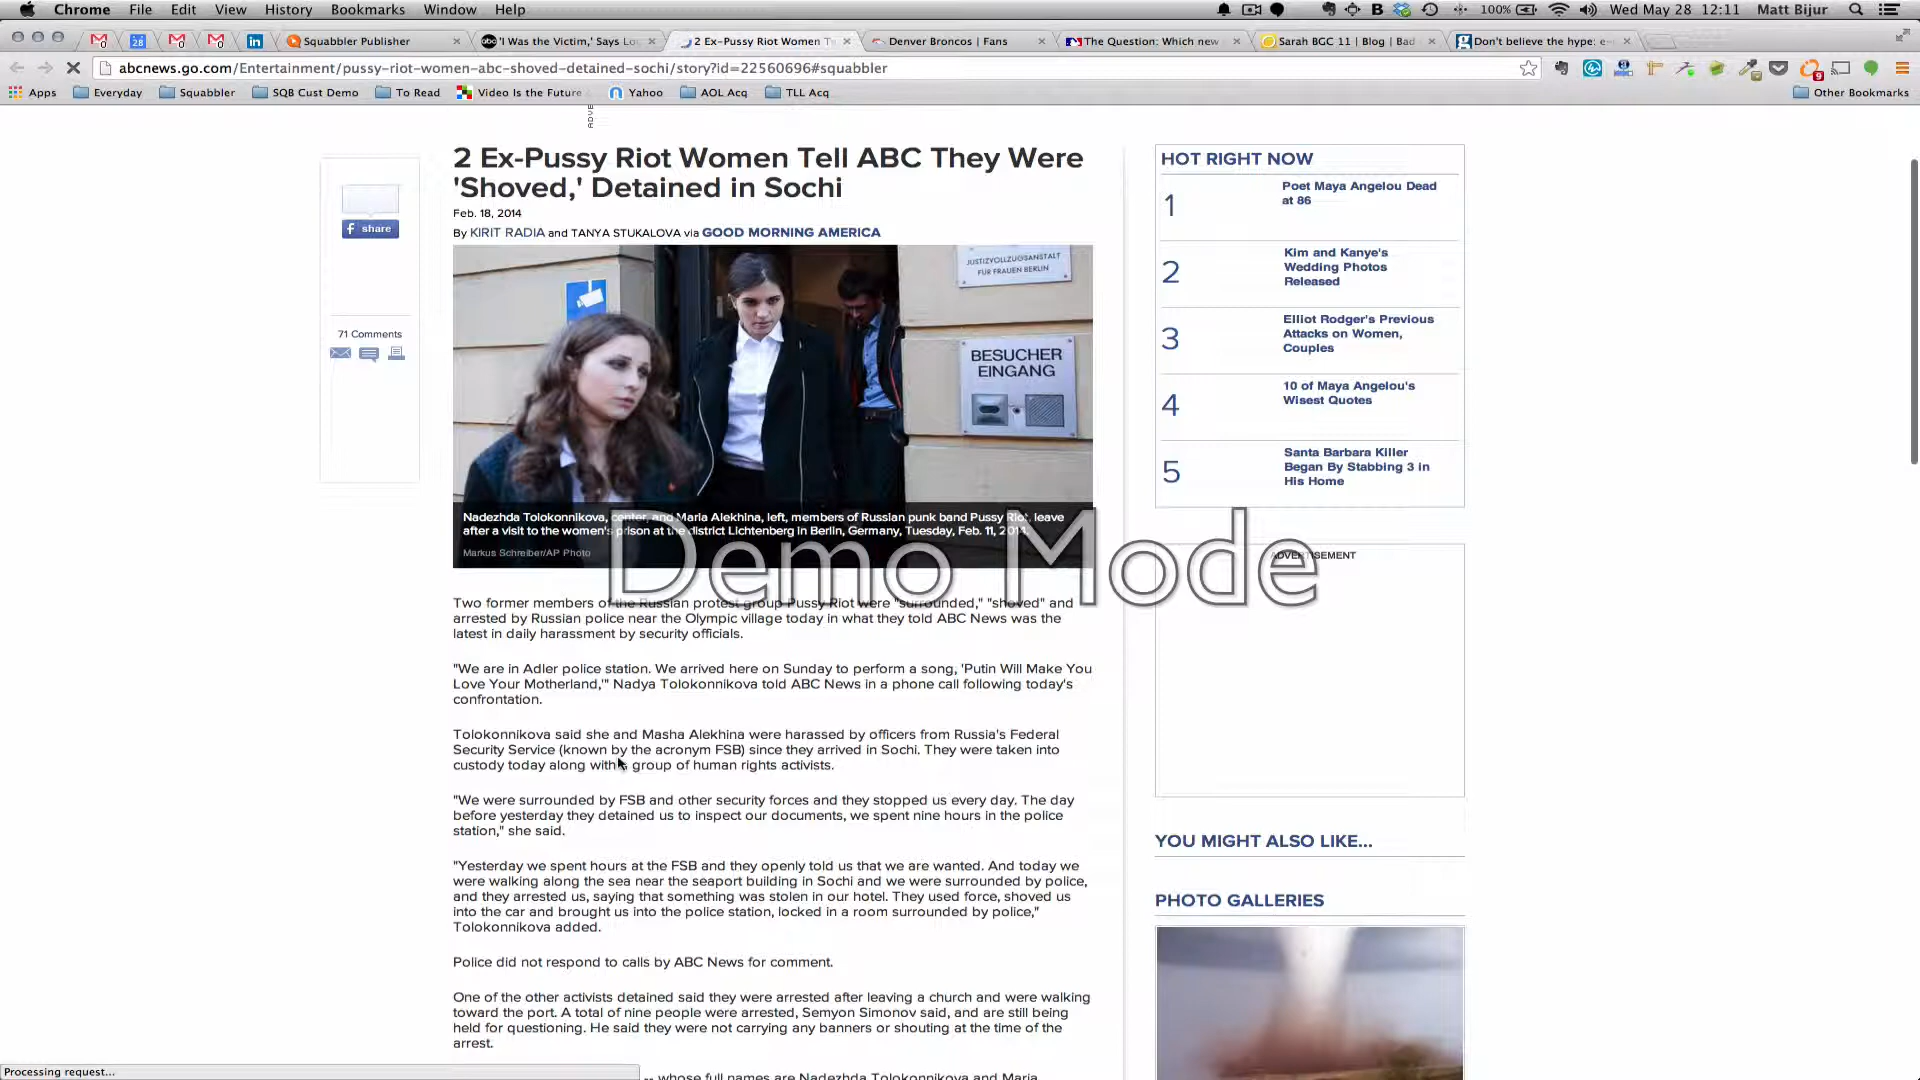 Chrome File Edit View History Bookmarks Window Help 100% Wed May 28 12:11 Matt Bijur
28 Squabbler Publisher 'I Was the Victim,' Says Lo 2 Ex-Pussy Riot Women T Denver Broncos | Fans The Question: Which new Sarah BGC 11 | Blog | Bad Don't believe the hype: e
abcnews.go.com/Entertainment/pussy-riot-women-abc-shoved-detained-sochi/story?id=22560696#squabbler
Apps Everyday Squabbler SQB Cust Demo To Read Video Is the Future Yahoo AOL Acq TLL Acq Other Bookmarks
ADVE
2 Ex-Pussy Riot Women Tell ABC They Were
'Shoved,' Detained in Sochi
Feb. 18, 2014
By KIRIT RADIA and TANYA STUKALOVA via GOOD MORNING AMERICA
share
71 Comments
JUSTIZVOLLZUGSANSTALT
FÜR FRAUEN BERLIN
BESUCHER
EINGANG
Nadezhda Tolokonnikova, center, and Maria Alekhina, left, members of Russian punk band Pussy Riot, leave
after a visit to the women's prison at the district Lichtenberg in Berlin, Germany, Tuesday, Feb. 11, 2014.
Markus Schreiber/AP Photo
Demo Mode
Two former members of the Russian protest group Pussy Riot were "surrounded," "shoved" and
arrested by Russian police near the Olympic village today in what they told ABC News was the
latest in daily harassment by security officials.
"We are in Adler police station. We arrived here on Sunday to perform a song, 'Putin Will Make You
Love Your Motherland,'" Nadya Tolokonnikova told ABC News in a phone call following today's
confrontation.
Tolokonnikova said she and Masha Alekhina were harassed by officers from Russia's Federal
Security Service (known by the acronym FSB) since they arrived in Sochi. They were taken into
custody today along with a group of human rights activists.
"We were surrounded by FSB and other security forces and they stopped us every day. The day
before yesterday they detained us to inspect our documents, we spent nine hours in the police
station," she said.
"Yesterday we spent hours at the FSB and they openly told us that we are wanted. And today we
were walking along the sea near the seaport building in Sochi and we were surrounded by police,
and they arrested us, saying that something was stolen in our hotel. They used force, shoved us
into the car and brought us into the police station, locked in a room surrounded by police,"
Tolokonnikova added.
Police did not respond to calls by ABC News for comment.
One of the other activists detained said they were arrested after leaving a church and were walking
toward the port. A total of nine people were arrested, Semyon Simonov said, and are still being
held for questioning. He said they were not carrying any banners or shouting at the time of the
arrest.
-- whose full names are Nadezhda Tolokonnikova and Maria
HOT RIGHT NOW
1 Poet Maya Angelou Dead
at 86
2 Kim and Kanye's
Wedding Photos
Released
3 Elliot Rodger's Previous
Attacks on Women,
Couples
4 10 of Maya Angelou's
Wisest Quotes
5 Santa Barbara Killer
Began By Stabbing 3 in
His Home
ADVERTISEMENT
YOU MIGHT ALSO LIKE...
PHOTO GALLERIES
Processing request...